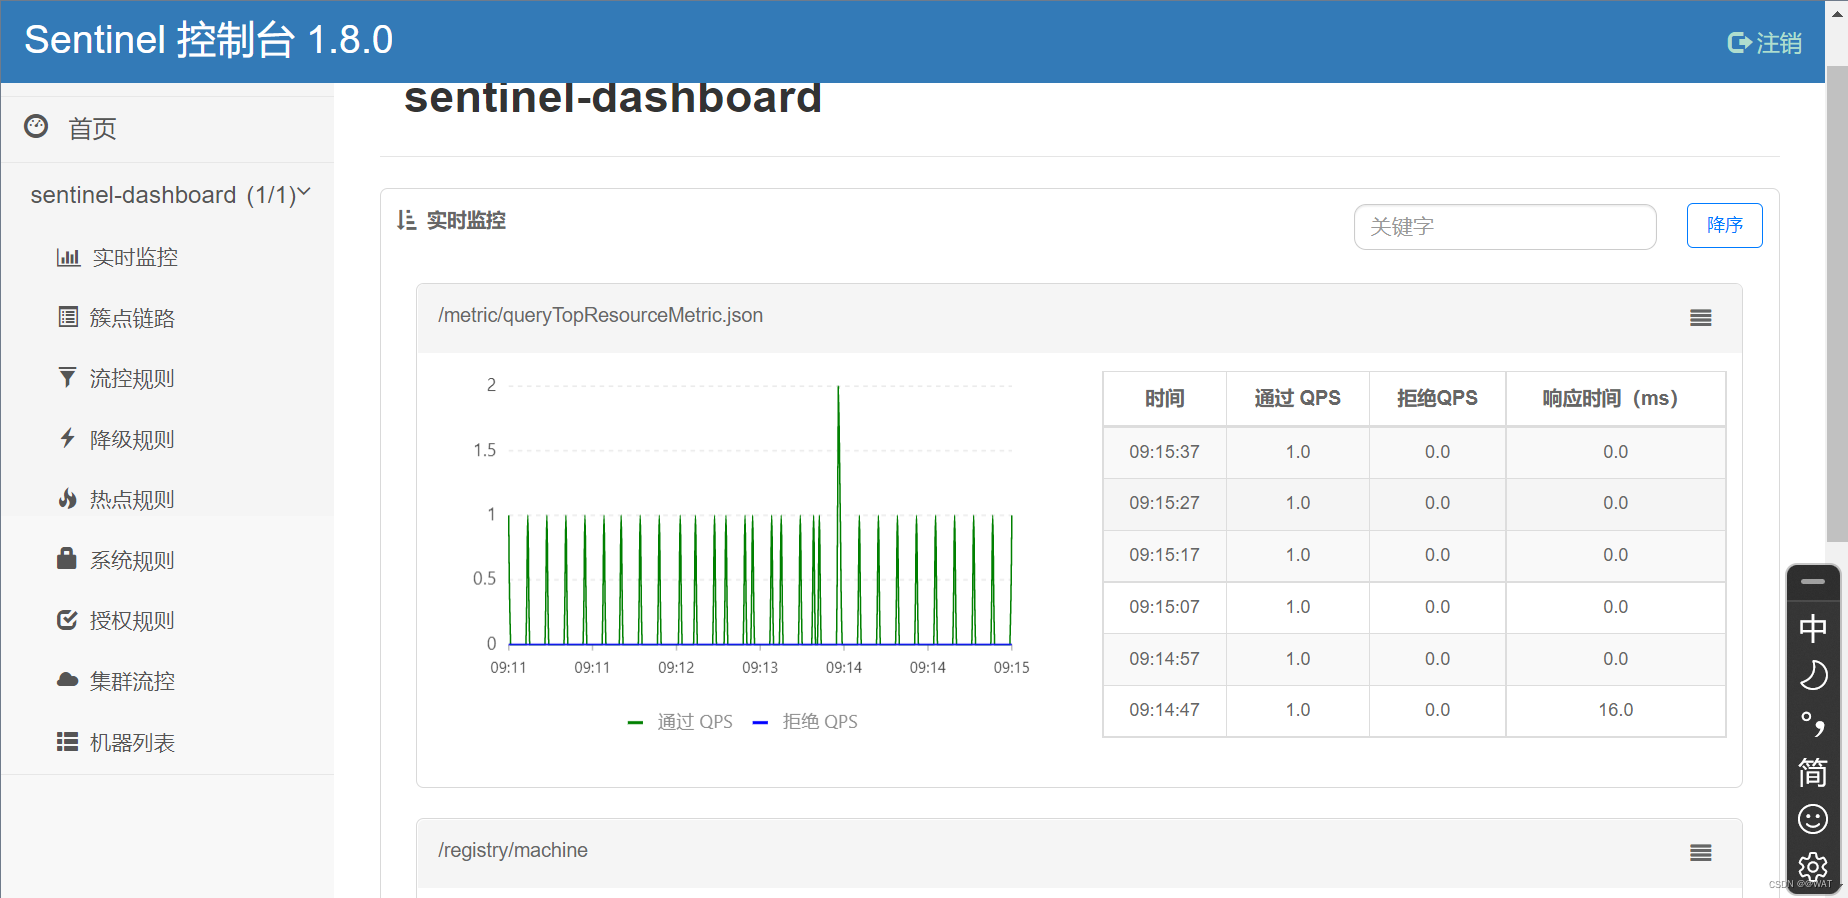 Sentinel 控制台 1.8.0
注销
sentinel-dashboard
首页
sentinel-dashboard (1/1)
实时监控
簇点链路
流控规则
降级规则
热点规则
系统规则
授权规则
集群流控
机器列表
实时监控
关键字
降序
/metric/queryTopResourceMetric.json
2
1.5
1
0.5
0
09:11 09:11 09:12 09:13 09:14 09:14 09:15
通过 QPS 拒绝 QPS
时间 通过 QPS 拒绝QPS 响应时间（ms）
09:15:37 1.0 0.0 0.0
09:15:27 1.0 0.0 0.0
09:15:17 1.0 0.0 0.0
09:15:07 1.0 0.0 0.0
09:14:57 1.0 0.0 0.0
09:14:47 1.0 0.0 16.0
/registry/machine
中
简
CSDN @@WAT